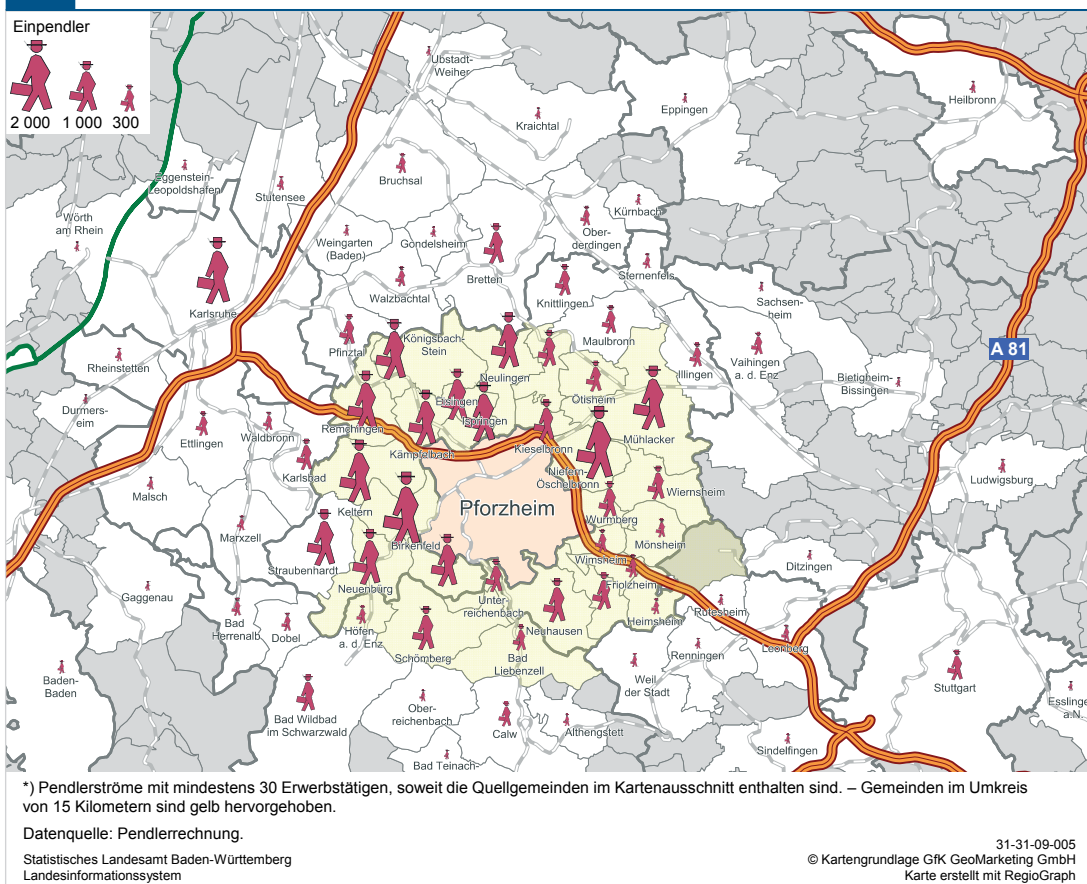 Einpendler
2 000 1 000 300
Ubstadt-
Weiher
Eppingen
Heilbronn
Kraichtal
Eggenstein-
Leopoldshafen
Stutensee
Bruchsal
Kürnbach
Wörth
am Rhein
Weingarten
(Baden)
Gondelsheim
Ober-
derdingen
Bretten
Sternenfels
Walzbachtal
Knittlingen
Sachsen-
heim
Karlsruhe
Pfinztal
Königsbach-
Stein
Maulbronn
A 81
Rheinstetten
Neulingen
Illingen
Vaihingen
a. d. Enz
Bietigheim-
Bissingen
Durmers-
eim
Eisingen
Ötisheim
Ispringen
Remchingen
Ettlingen
Waldbronn
Mühlacker
Kämpfelbach
Kieselbronn
Karlsbad
Niefern-
Öschelbronn
Ludwigsburg
Malsch
Wiernsheim
Keltern
Pforzheim
Wurmberg
Marxzell
Birkenfeld
Mönsheim
Straubenhardt
Wimsheim
Ditzingen
Gaggenau
Neuenbürg
Friolzheim
Unter-
reichenbach
Heimsheim
Rutesheim
Bad
Herrenalb
Dobel
Höfen
a. d. Enz
Neuhausen
Schömberg
Bad
Liebenzell
Renningen
Leonberg
Baden-
Baden
Weil
der Stadt
Stuttgart
Bad Wildbad
im Schwarzwald
Ober-
reichenbach
Esslinge
a.N.
Calw
Althengstett
Sindelfingen
Bad Teinach-
*) Pendlerströme mit mindestens 30 Erwerbstätigen, soweit die Quellgemeinden im Kartenausschnitt enthalten sind. – Gemeinden im Umkreis
von 15 Kilometern sind gelb hervorgehoben.
Datenquelle: Pendlerrechnung.
Statistisches Landesamt Baden-Württemberg
Landesinformationssystem
31-31-09-005
© Kartengrundlage GfK GeoMarketing GmbH
Karte erstellt mit RegioGraph